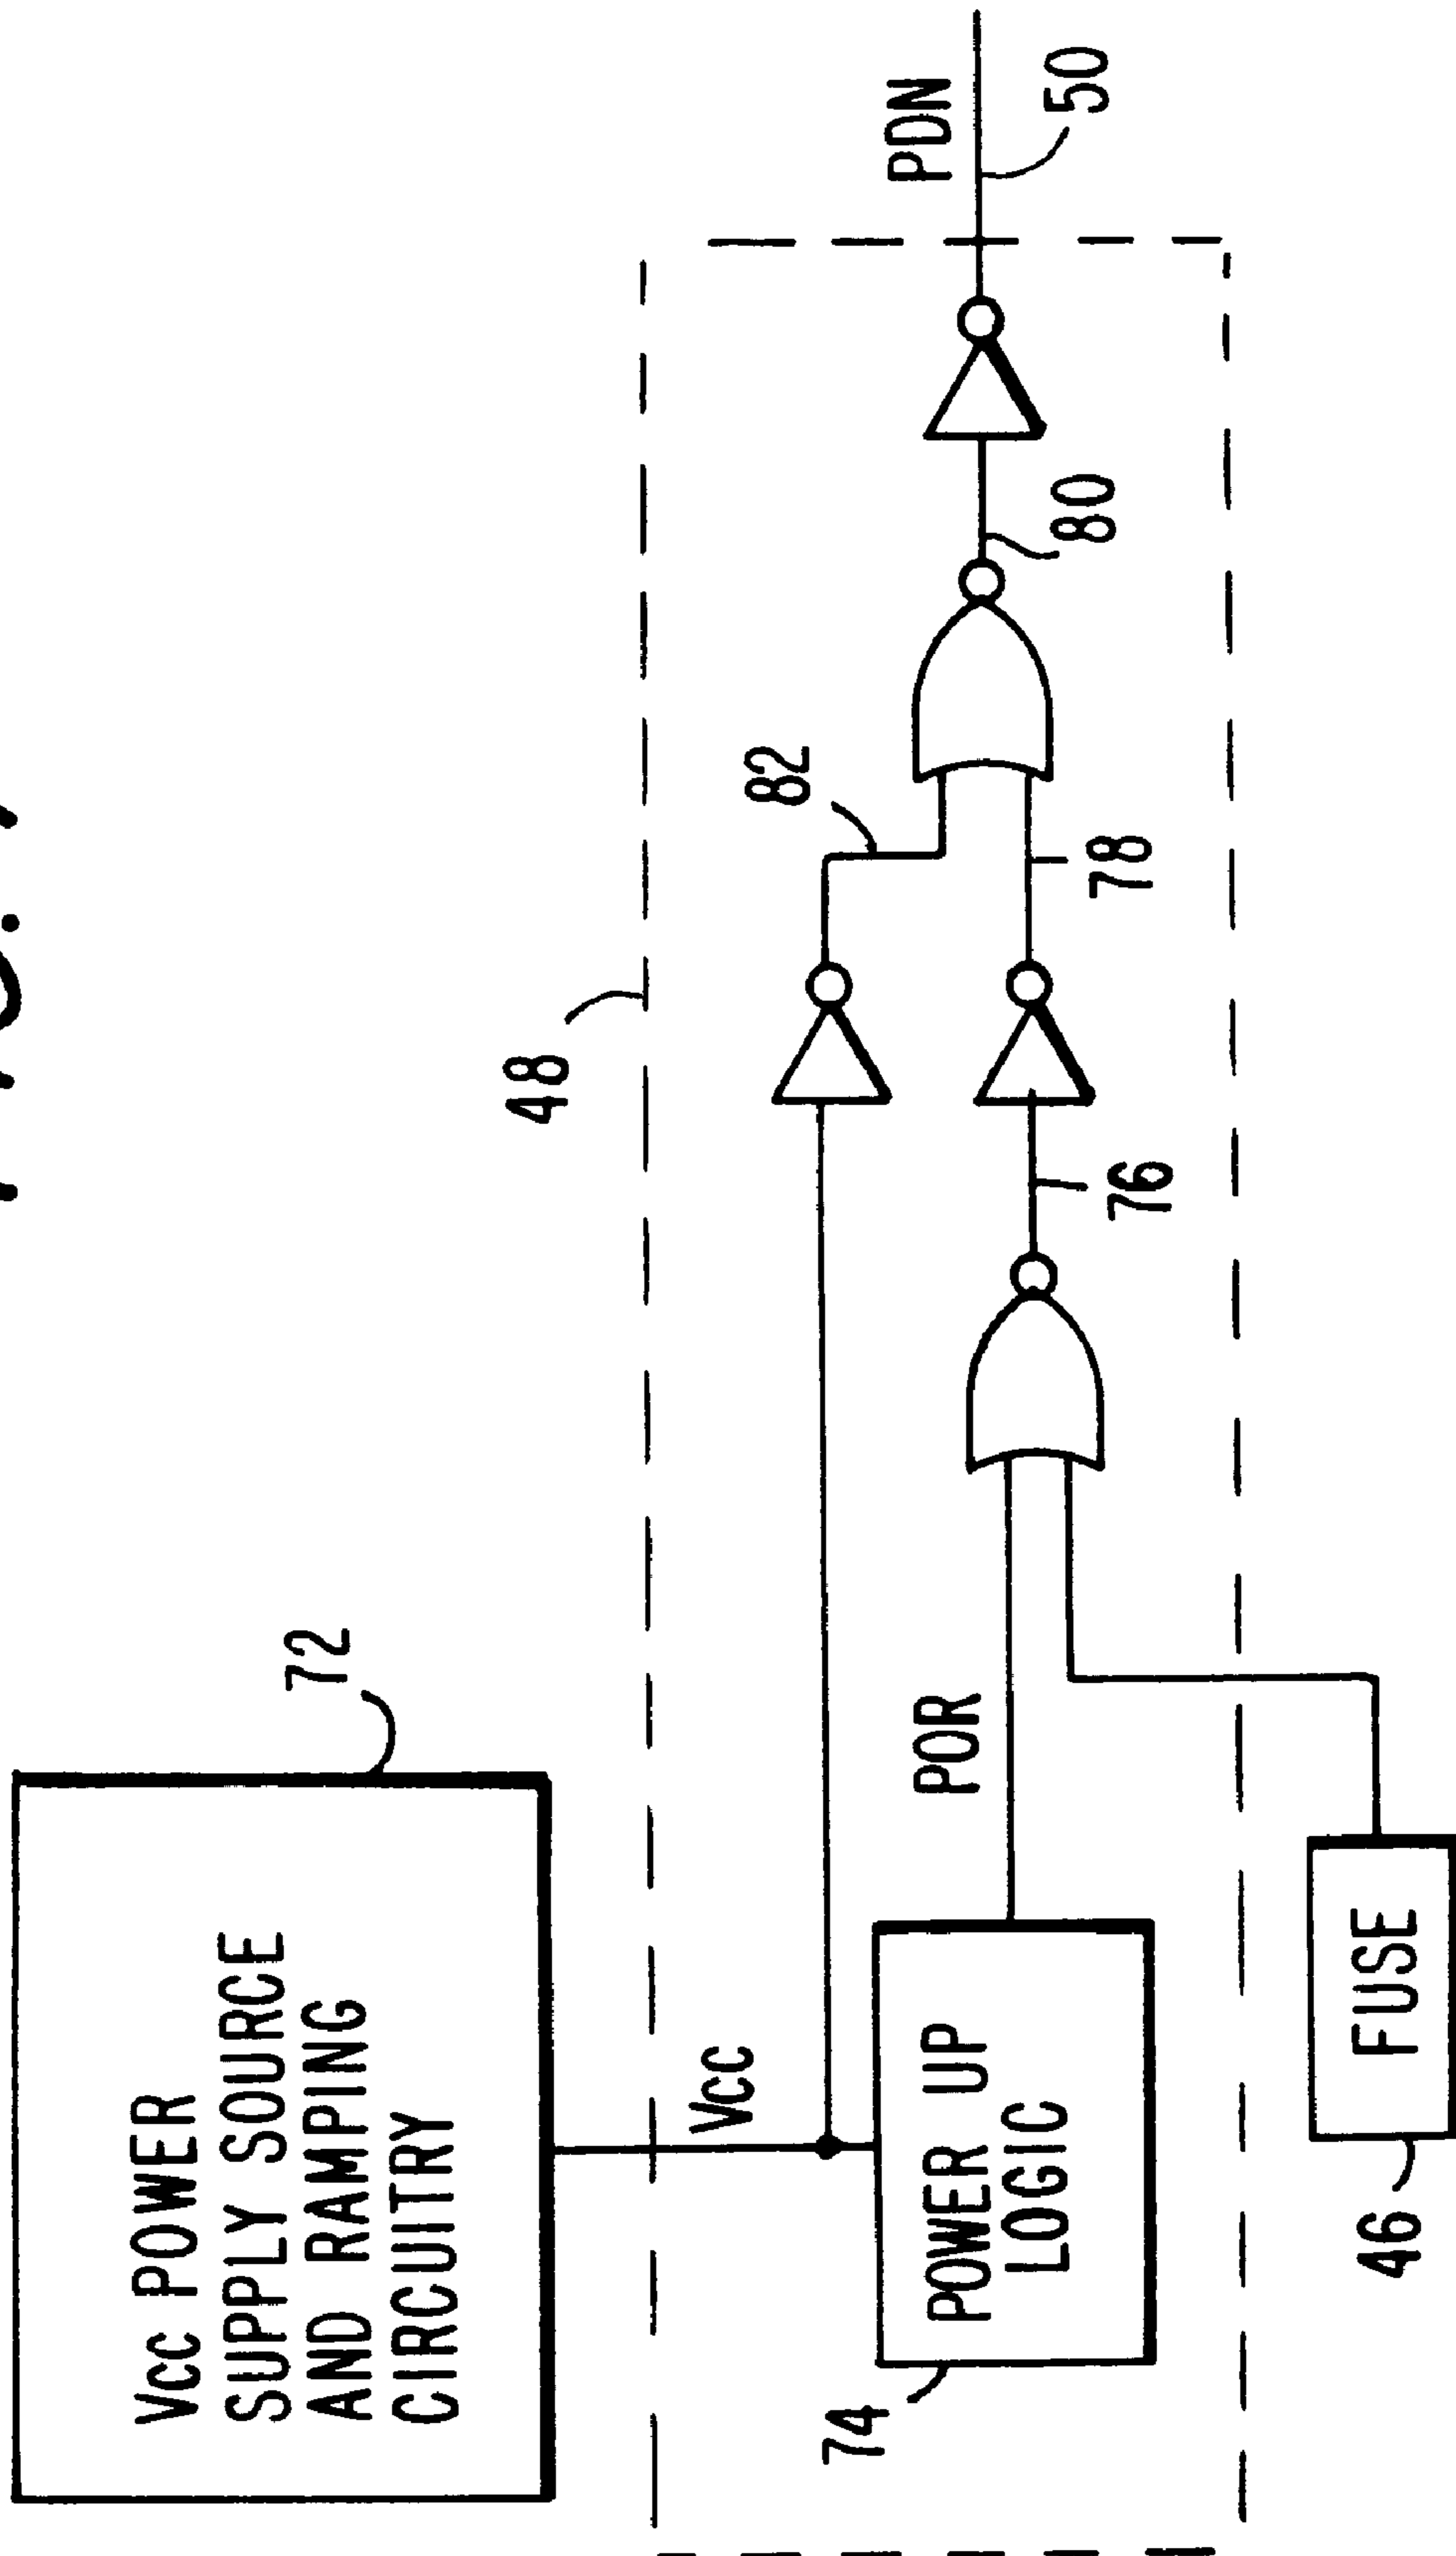 VCC POWER
SUPPLY SOURCE
AND RAMPING
CIRCUITRY
72
48
VCC
82
PDN
50
POWER UP
LOGIC
74
POR
76
78
80
FUSE
46